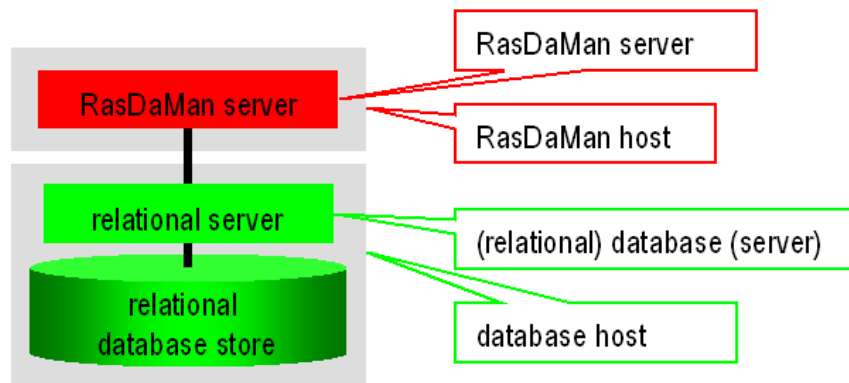 RasDaMan server
RasDaMan server
RasDaMan host
relational server
(relational) database (server)
relational
database store
database host